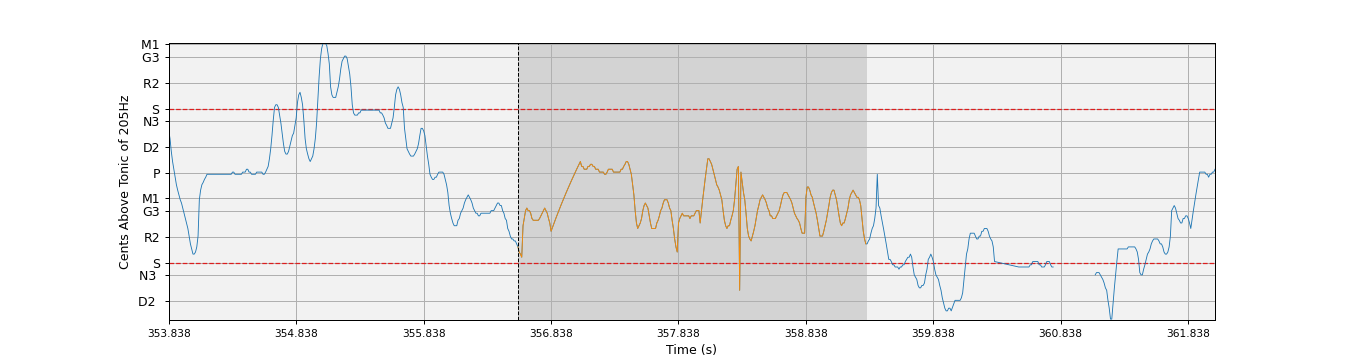 M1
G3
R2
S
N3
D2
P
M1
G3
R2
S
N3
D2
Cents Above Tonic of 205Hz
353.838 354.838 355.838 356.838 357.838 358.838 359.838 360.838 361.838
Time (s)